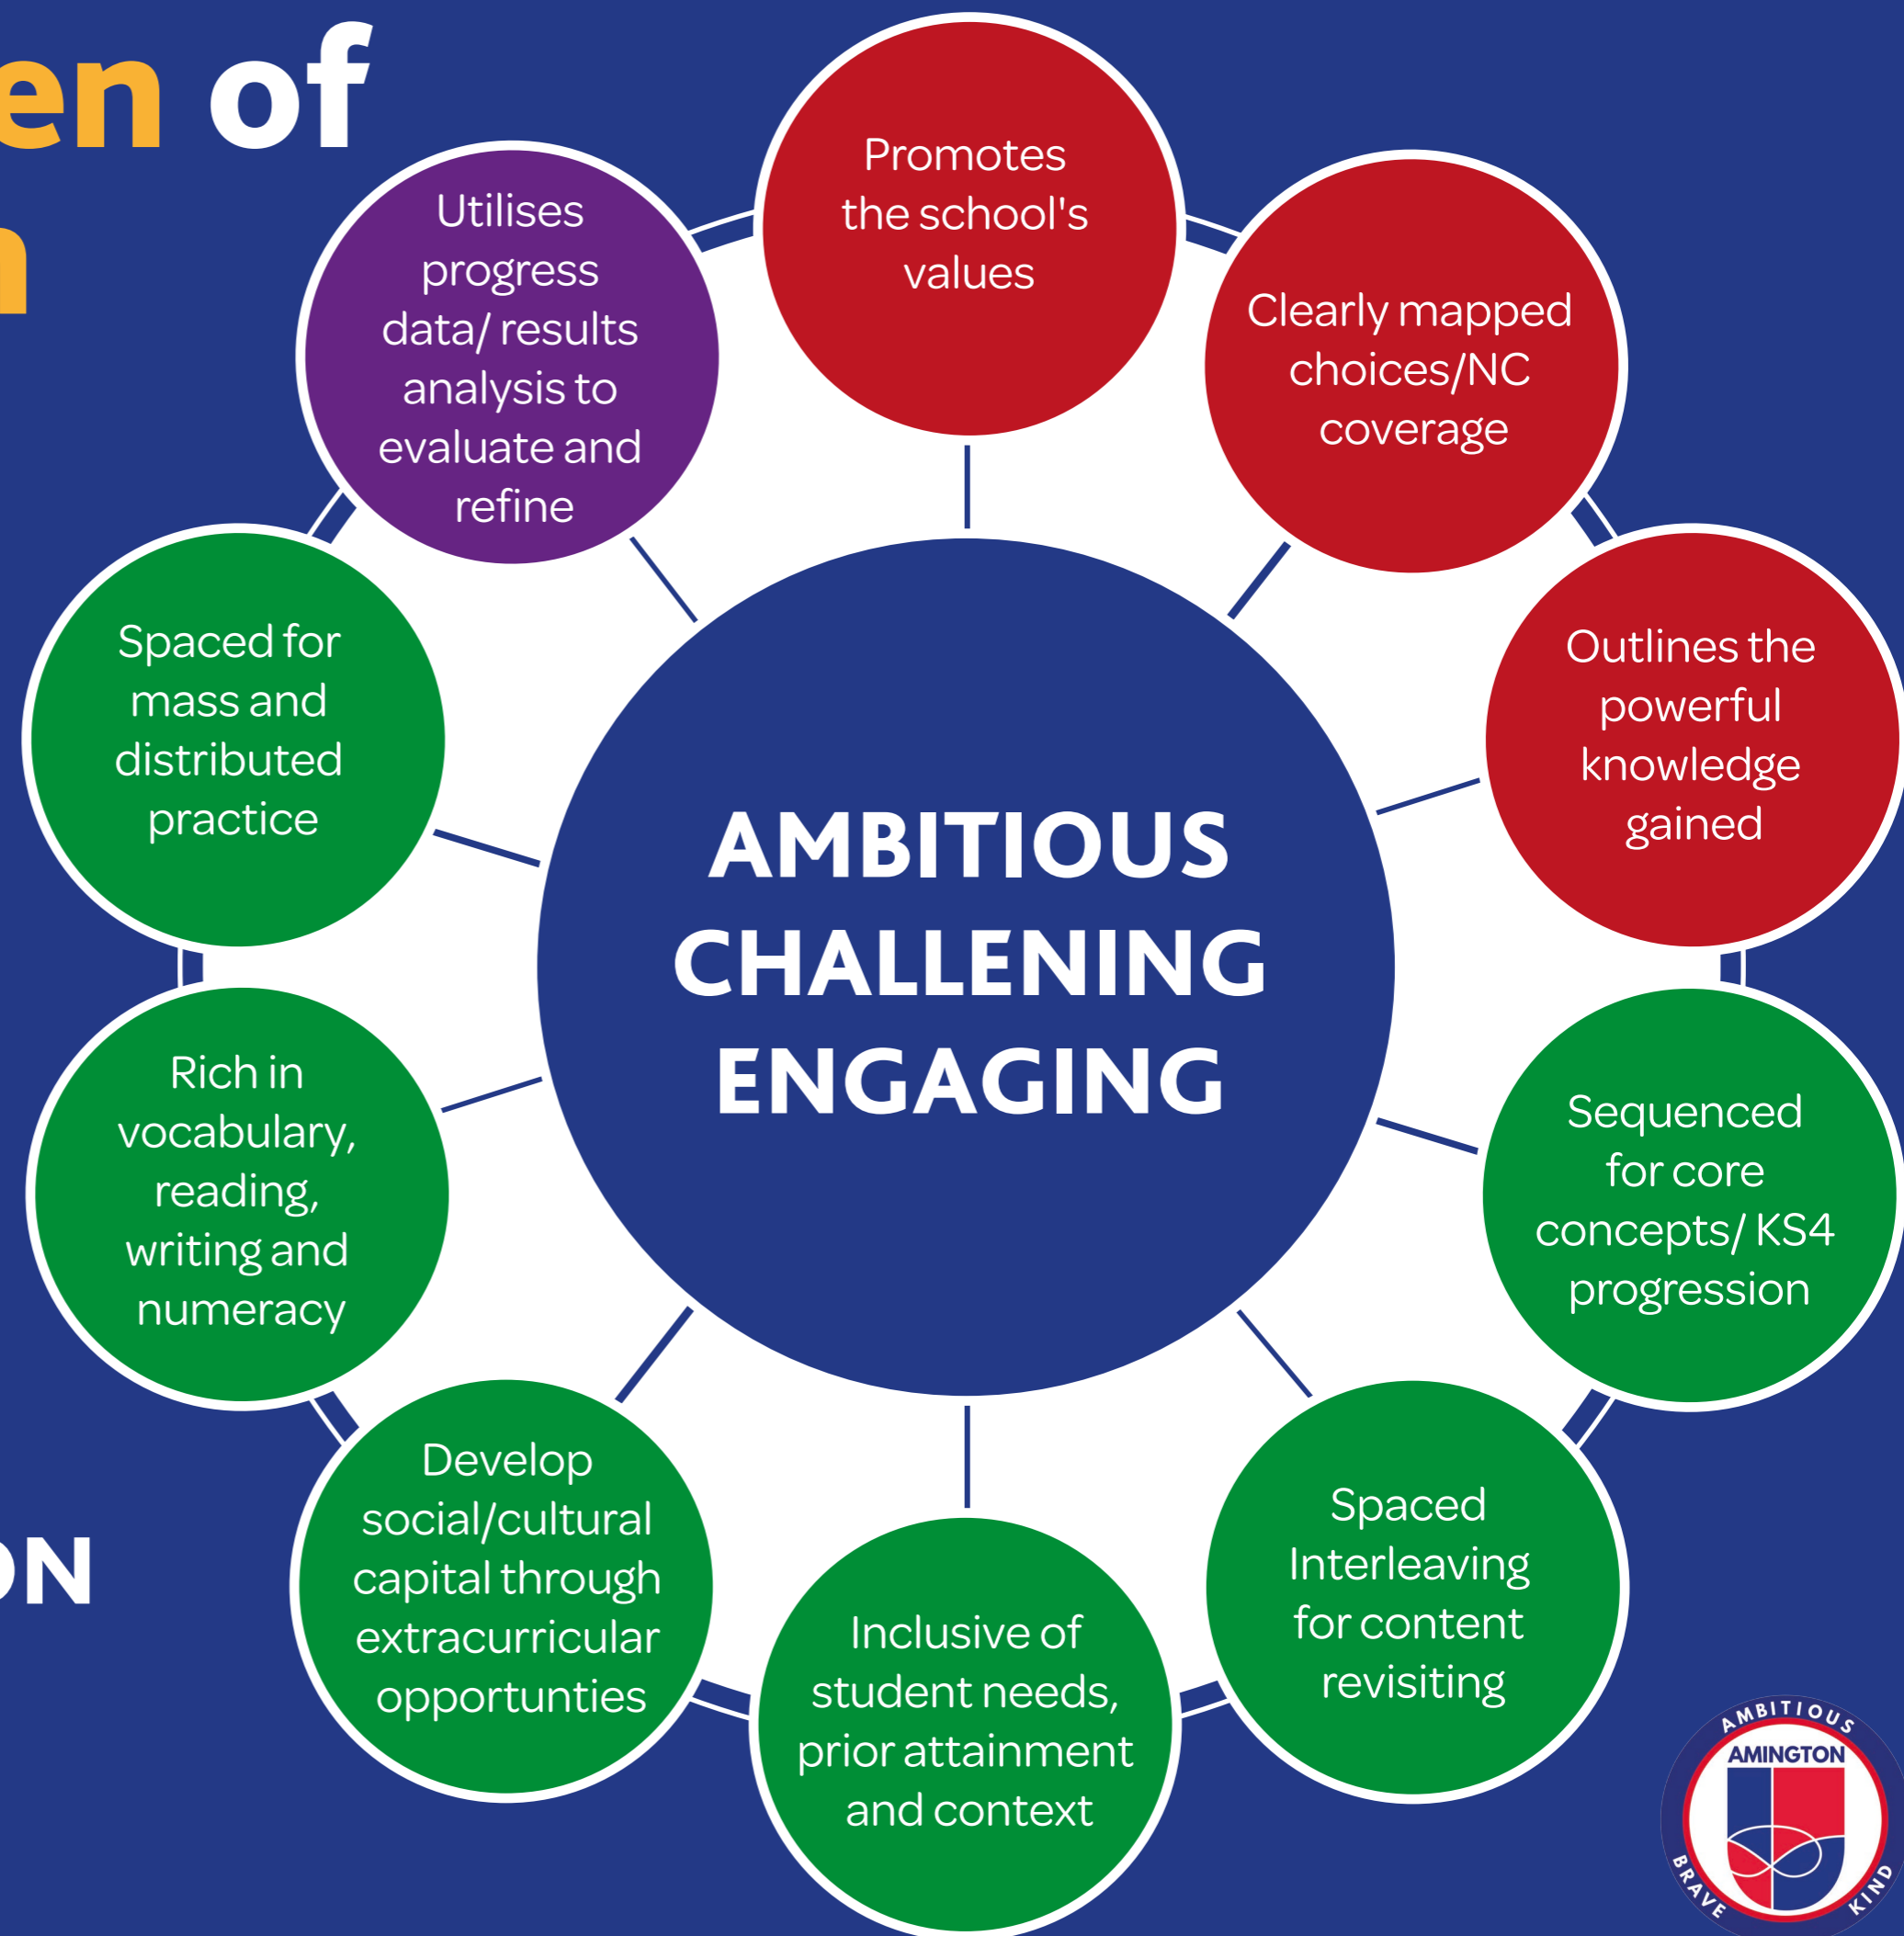 en of
n
Promotes
the school's
values
Clearly mapped
choices/NC
coverage
Outlines the
powerful
knowledge
gained
Sequenced
for core
concepts/ KS4
progression
Spaced
Interleaving
for content
revisiting
Inclusive of
student needs,
prior attainment
and context
Develop
social/cultural
capital through
extracurricular
opportunties
Rich in
vocabulary,
reading,
writing and
numeracy
Spaced for
mass and
distributed
practice
Utilises
progress
data/ results
analysis to
evaluate and
refine
AMBITIOUS
CHALLENING
ENGAGING
ON
AMBITIOUS
AMINGTON
BRAVE
KIND